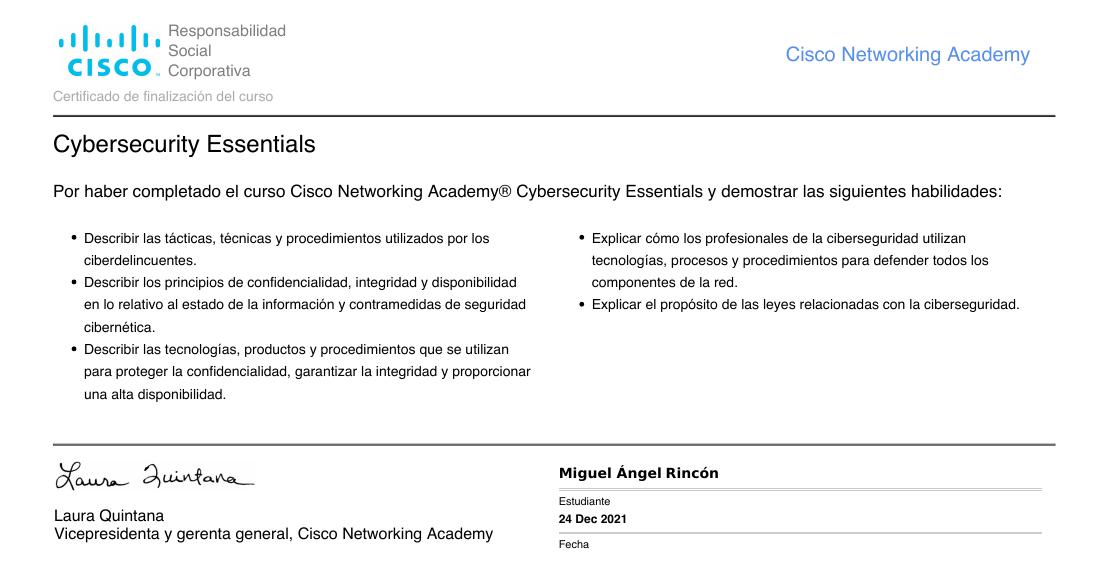 CISCO
Responsabilidad
Social
Corporativa
Cisco Networking Academy
Certificado de finalización del curso
Cybersecurity Essentials
Por haber completado el curso Cisco Networking Academy® Cybersecurity Essentials y demostrar las siguientes habilidades:
• Describir las tácticas, técnicas y procedimientos utilizados por los
ciberdelincuentes.
• Describir los principios de confidencialidad, integridad y disponibilidad
en lo relativo al estado de la información y contramedidas de seguridad
cibernética.
• Describir las tecnologías, productos y procedimientos que se utilizan
para proteger la confidencialidad, garantizar la integridad y proporcionar
una alta disponibilidad.
• Explicar cómo los profesionales de la ciberseguridad utilizan
tecnologías, procesos y procedimientos para defender todos los
componentes de la red.
• Explicar el propósito de las leyes relacionadas con la ciberseguridad.
Laura Quintana
Laura Quintana
Vicepresidenta y gerenta general, Cisco Networking Academy
Miguel Ángel Rincón
Estudiante
24 Dec 2021
Fecha